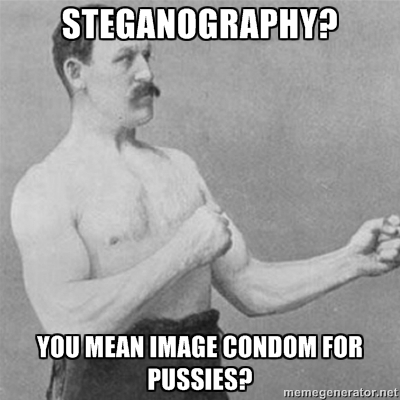 STEGANOGRAPHY?
YOU MEAN IMAGE CONDOM FOR
PUSSIES?
memegenerator.net